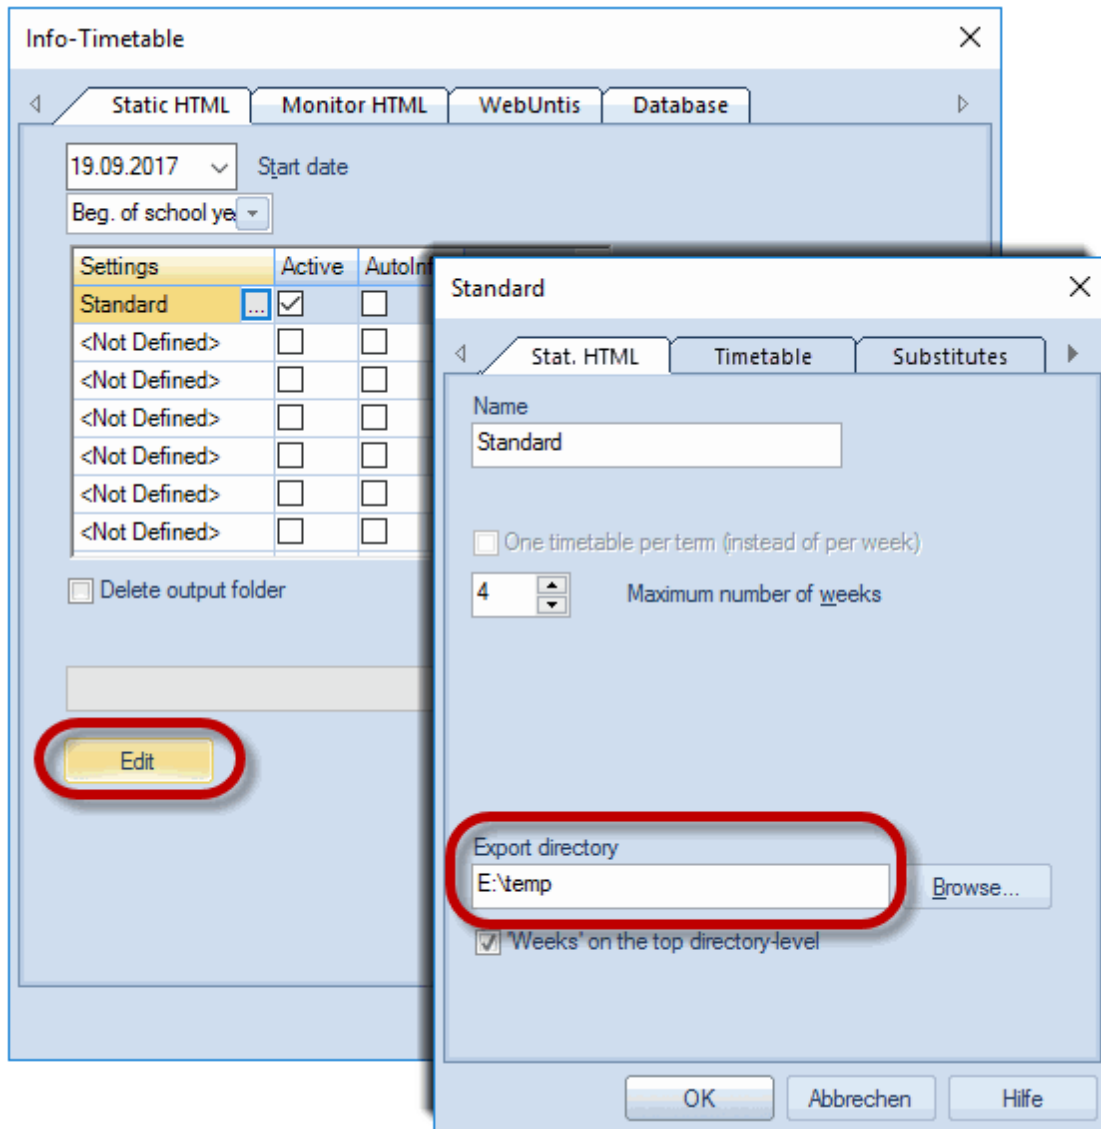 Info-Timetable
Static HTML Monitor HTML WebUntis Database
19.09.2017 Start date
Beg. of school ye
Settings Active AutoInf
Standard ...
<Not Defined>
<Not Defined>
<Not Defined>
<Not Defined>
<Not Defined>
<Not Defined>
Delete output folder
Edit
Standard
Stat. HTML Timetable Substitutes
Name
Standard
One timetable per term (instead of per week)
4 Maximum number of weeks
Export directory
E:\temp Browse...
'Weeks' on the top directory-level
OK Abbrechen Hilfe